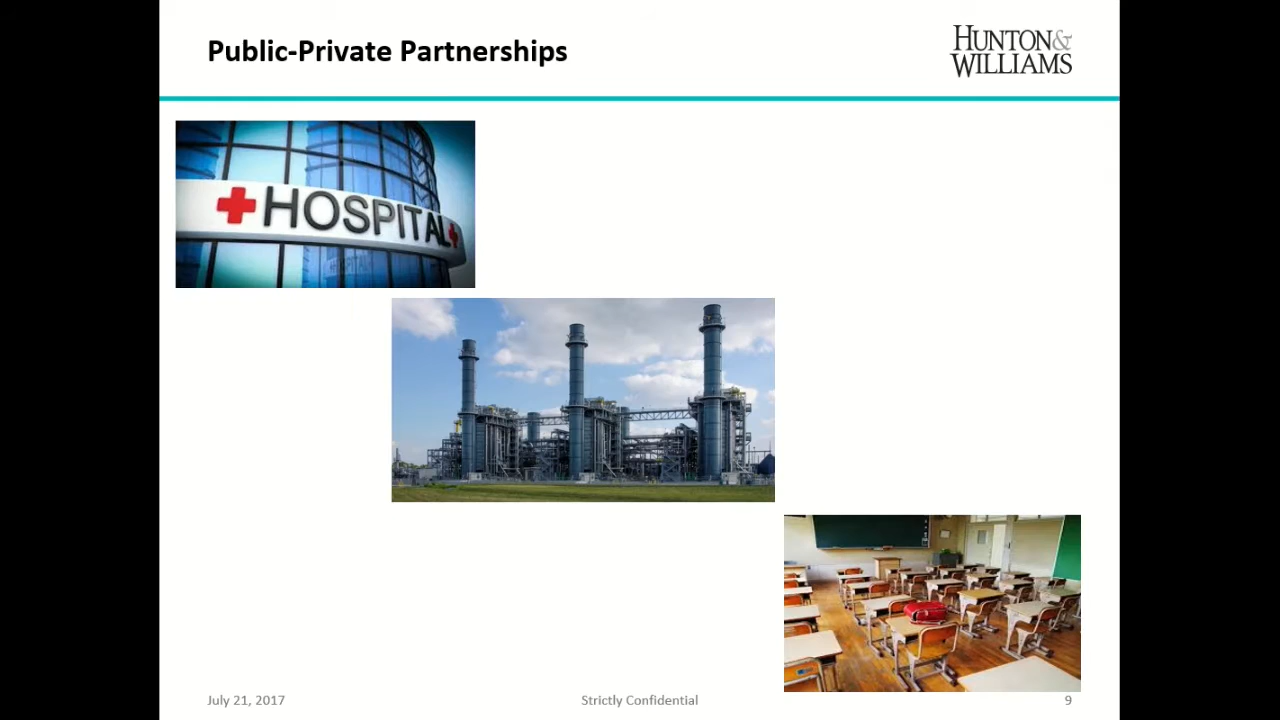 Public-Private Partnerships
HUNTON&
WILLIAMS
HOSPITAL
July 21, 2017
Strictly Confidential
9